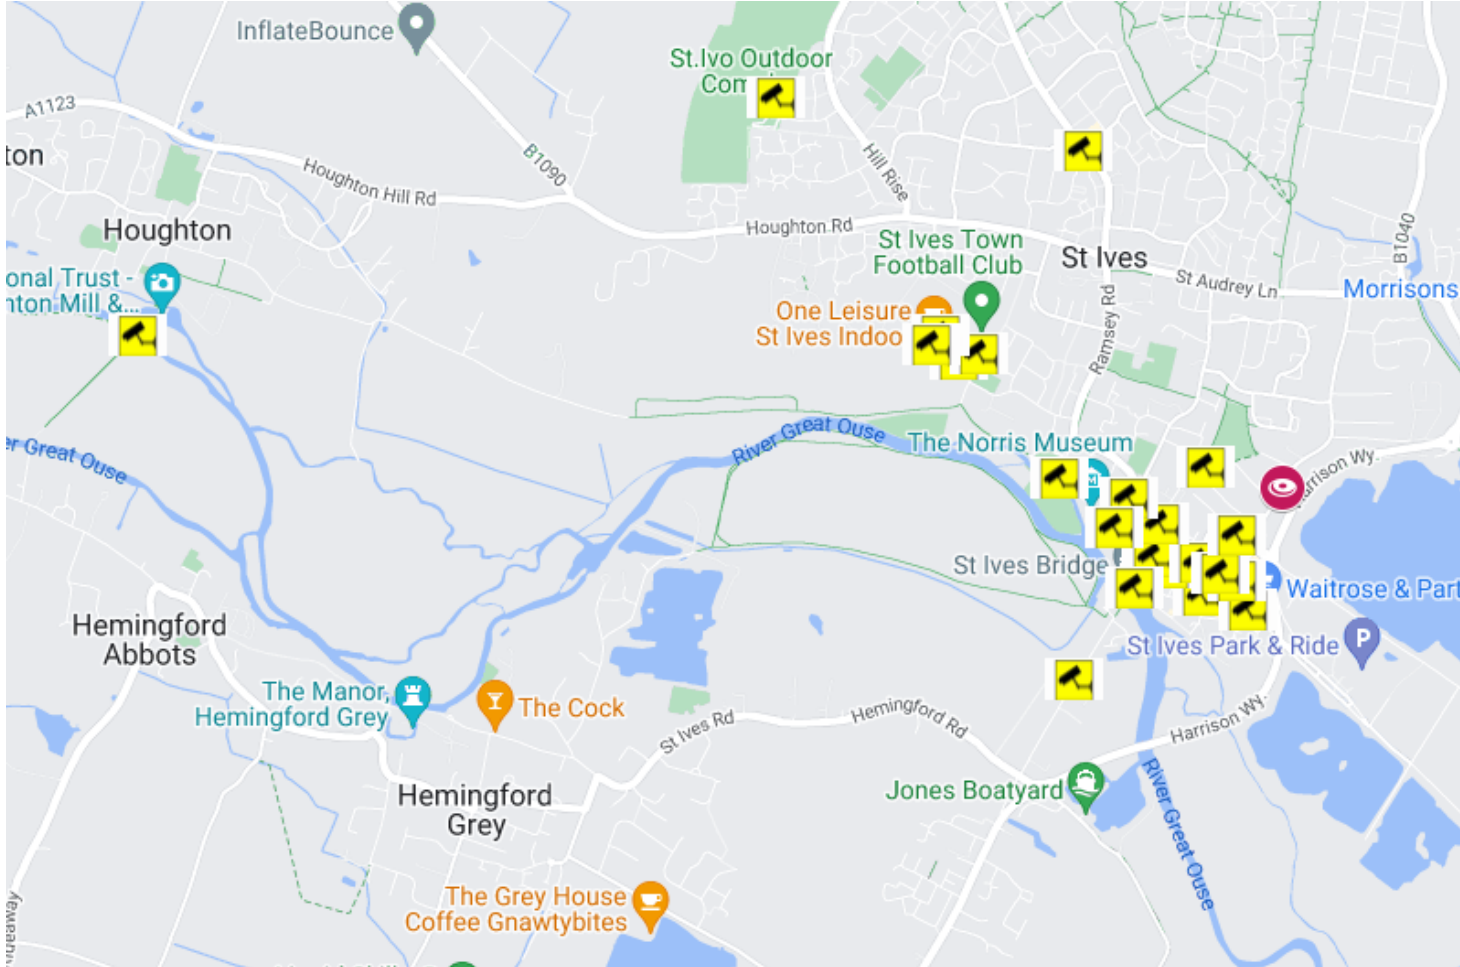 InflateBounce
St.Ivo Outdoor
Com
A1123
ton
Houghton Hill Rd
B1090
Hill Rise
Houghton
Houghton Rd
St Ives Town
Football Club
St Ives
B1040
onal Trust -
nton Mill &...
St Audrey Ln
Morrisons
One Leisure
St Ives Indoo
Ramsey Rd
er Great Ouse
River Great Ouse
The Norris Museum
M
arrison Wy.
St Ives Bridge
Waitrose & Part
Hemingford
Abbots
St Ives Park & Ride
P
The Manor,
Hemingford Grey
The Cock
St Ives Rd
Hemingford Rd
Harrison Wy.
Jones Boatyard
River Great Ouse
Hemingford
Grey
The Grey House
Coffee Gnawtybites